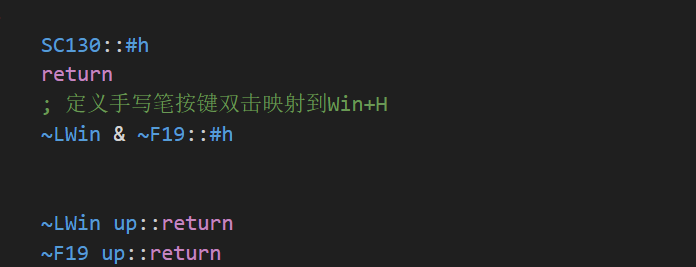 SC130::#h
return
; 定义手写笔按键双击映射到Win+H
~LWin & ~F19::#h
~LWin up::return
~F19 up::return